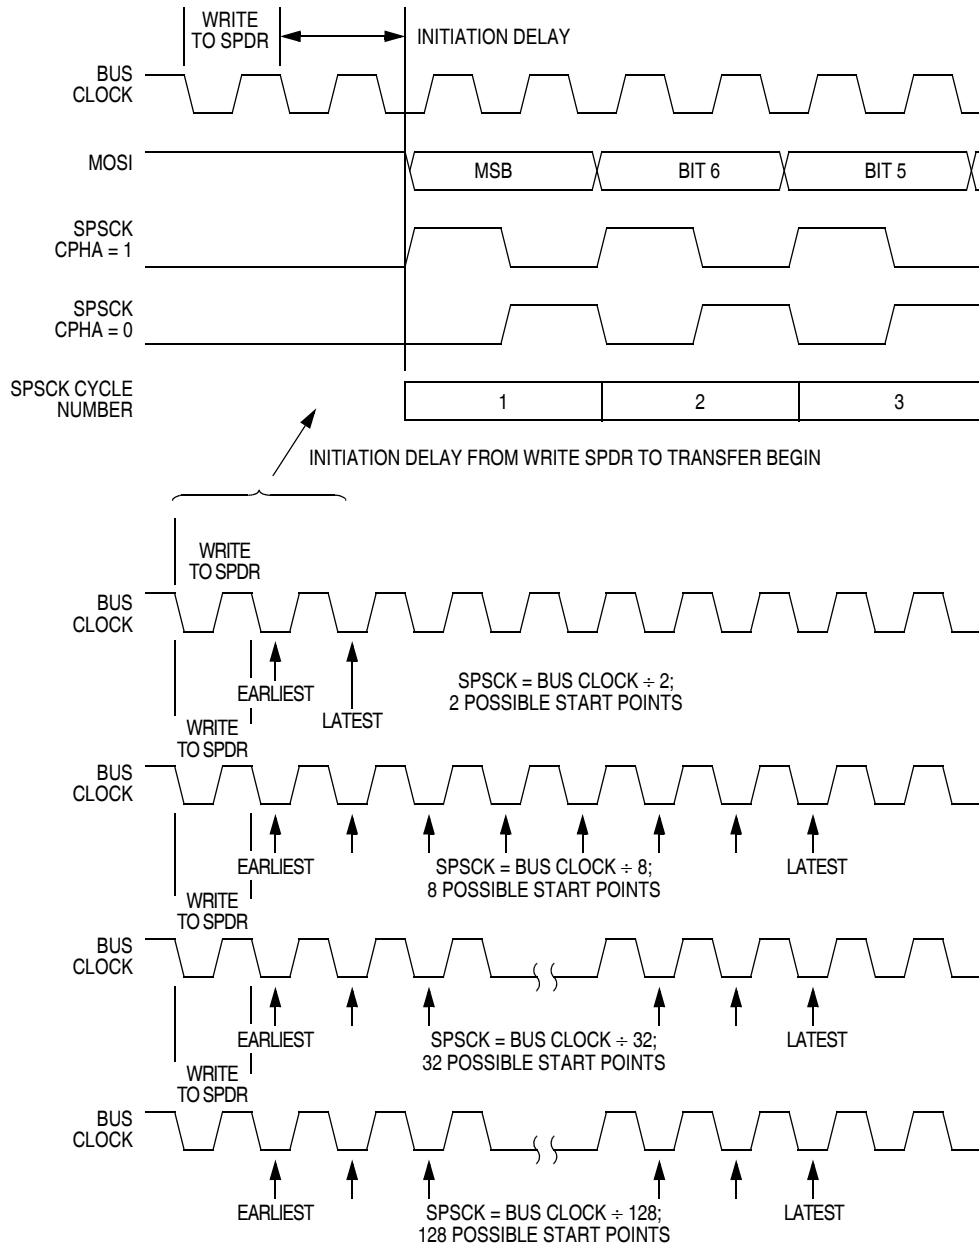 WRITE
TO SPDR
INITIATION DELAY
BUS
CLOCK
MOSI
MSB
BIT 6
BIT 5
SPSCK
CPHA = 1
SPSCK
CPHA = 0
SPSCK CYCLE
NUMBER
1
2
3
INITIATION DELAY FROM WRITE SPDR TO TRANSFER BEGIN
WRITE
TO SPDR
BUS
CLOCK
EARLIEST
LATEST
SPSCK = BUS CLOCK ÷ 2;
2 POSSIBLE START POINTS
WRITE
TO SPDR
BUS
CLOCK
EARLIEST
SPSCK = BUS CLOCK ÷ 8;
8 POSSIBLE START POINTS
LATEST
WRITE
TO SPDR
BUS
CLOCK
EARLIEST
SPSCK = BUS CLOCK ÷ 32;
32 POSSIBLE START POINTS
LATEST
WRITE
TO SPDR
BUS
CLOCK
EARLIEST
SPSCK = BUS CLOCK ÷ 128;
128 POSSIBLE START POINTS
LATEST